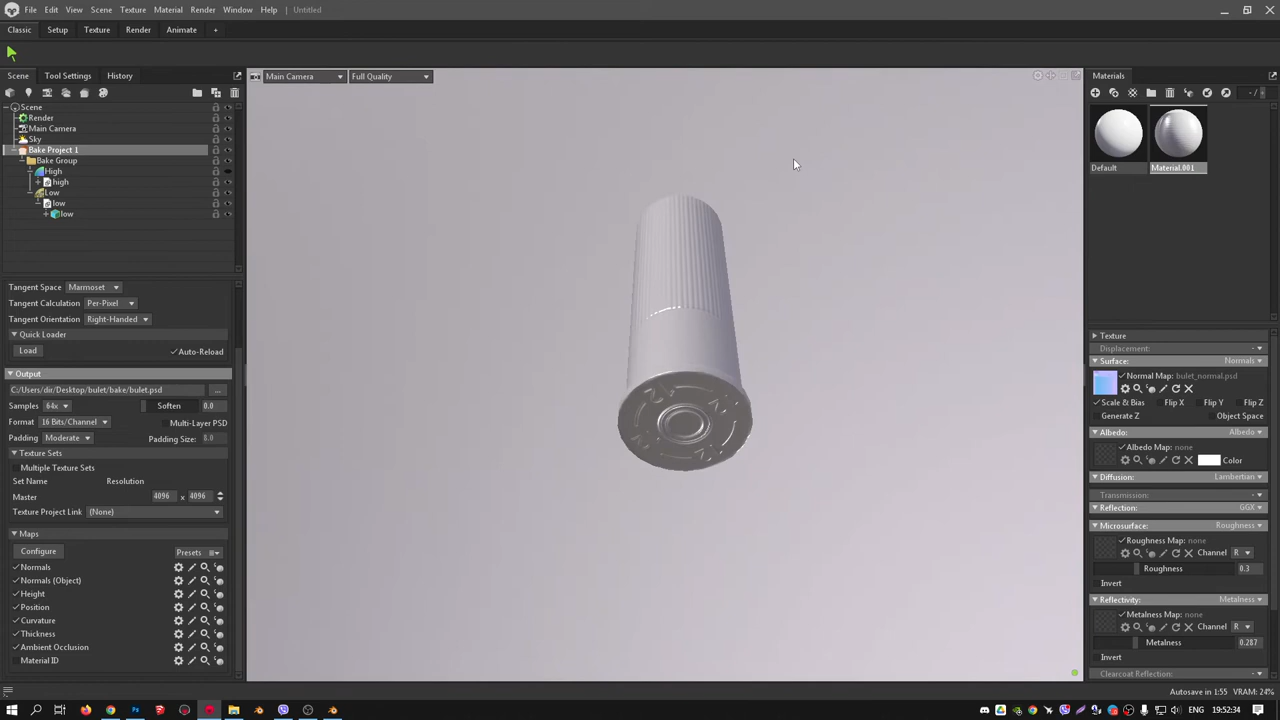 File Edit View Scene Texture Material Render Window Help Untitled
Classic Setup Texture Render Animate +
Scene Tool Settings History
Main Camera Full Quality
Materials
- /
Scene
Render
Main Camera
Sky
Bake Project 1
Bake Group
High
high
Low
low
low
Default Material.001
Tangent Space Marmoset
Tangent Calculation Per-Pixel
Tangent Orientation Right-Handed
Quick Loader
Load Auto-Reload
Output
C:/Users/dir/Desktop/bulet/bake/bulet.psd ...
Samples 64x Soften 0.0
Format 16 Bits/Channel Multi-Layer PSD
Padding Moderate Padding Size: 8.0
Texture Sets
Multiple Texture Sets
Set Name Resolution
Master 4096 x 4096
Texture Project Link (None)
Maps
Configure Presets
Normals
Normals (Object)
Height
Position
Curvature
Thickness
Ambient Occlusion
Material ID
12
12
Texture
Displacement: -
Surface: Normals
Normal Map: bulet_normal.psd
Scale & Bias Flip X Flip Y Flip Z
Generate Z Object Space
Albedo: Albedo
Albedo Map: none
Color
Diffusion: Lambertian
Transmission: -
Reflection: GGX
Microsurface: Roughness
Roughness Map: none
Channel R
Roughness 0.3
Invert
Reflectivity: Metalness
Metalness Map: none
Channel R
Metalness 0.287
Invert
Clearcoat Reflection: -
Autosave in 1:55 VRAM: 24%
ENG 19:52:34